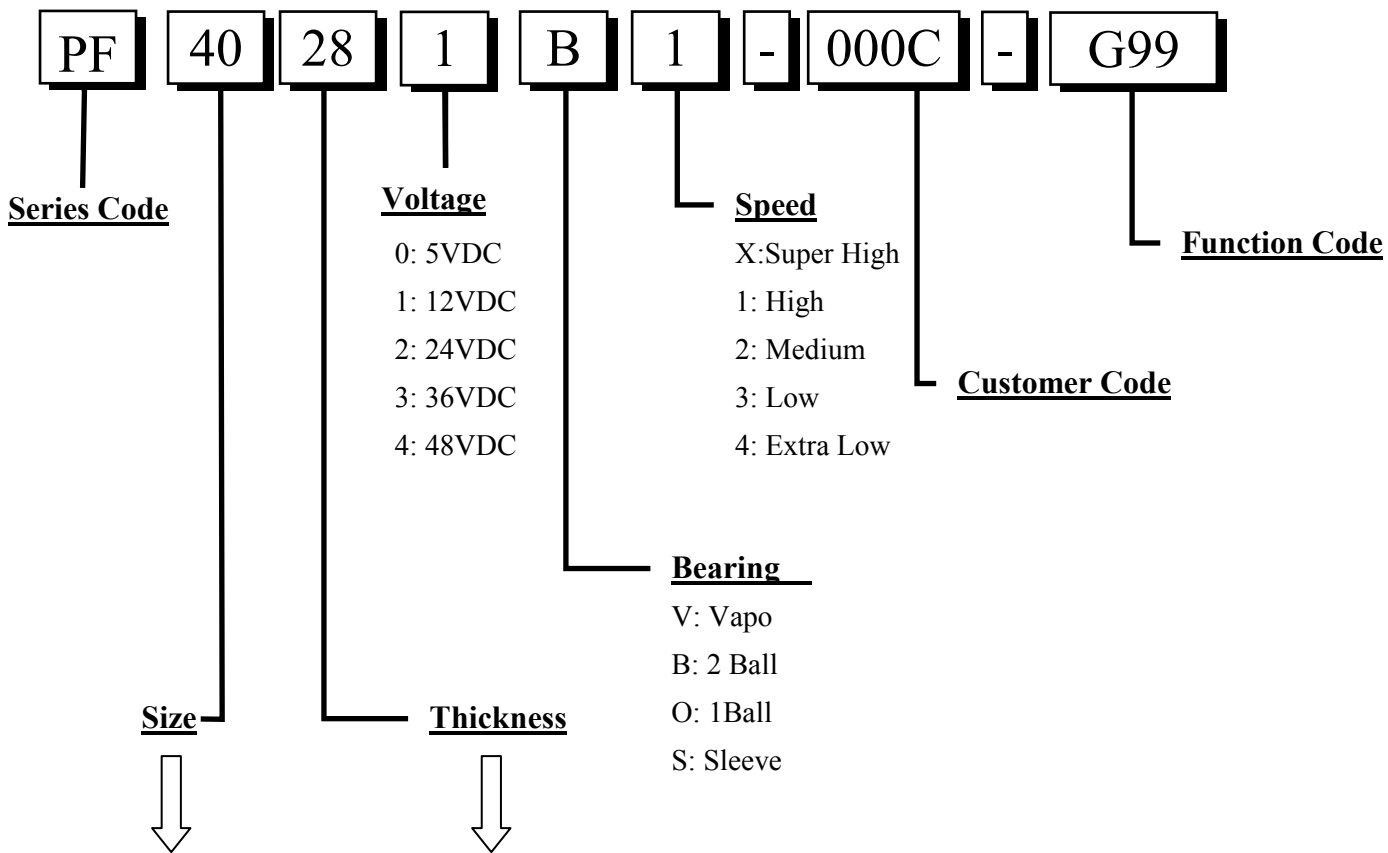 PF 40 28 1 B 1 - 000C - G99
Series Code
Voltage
0: 5VDC
1: 12VDC
2: 24VDC
3: 36VDC
4: 48VDC
Speed
X:Super High
1: High
2: Medium
3: Low
4: Extra Low
Function Code
Customer Code
Bearing
V: Vapo
B: 2 Ball
O: 1Ball
S: Sleeve
Size
Thickness